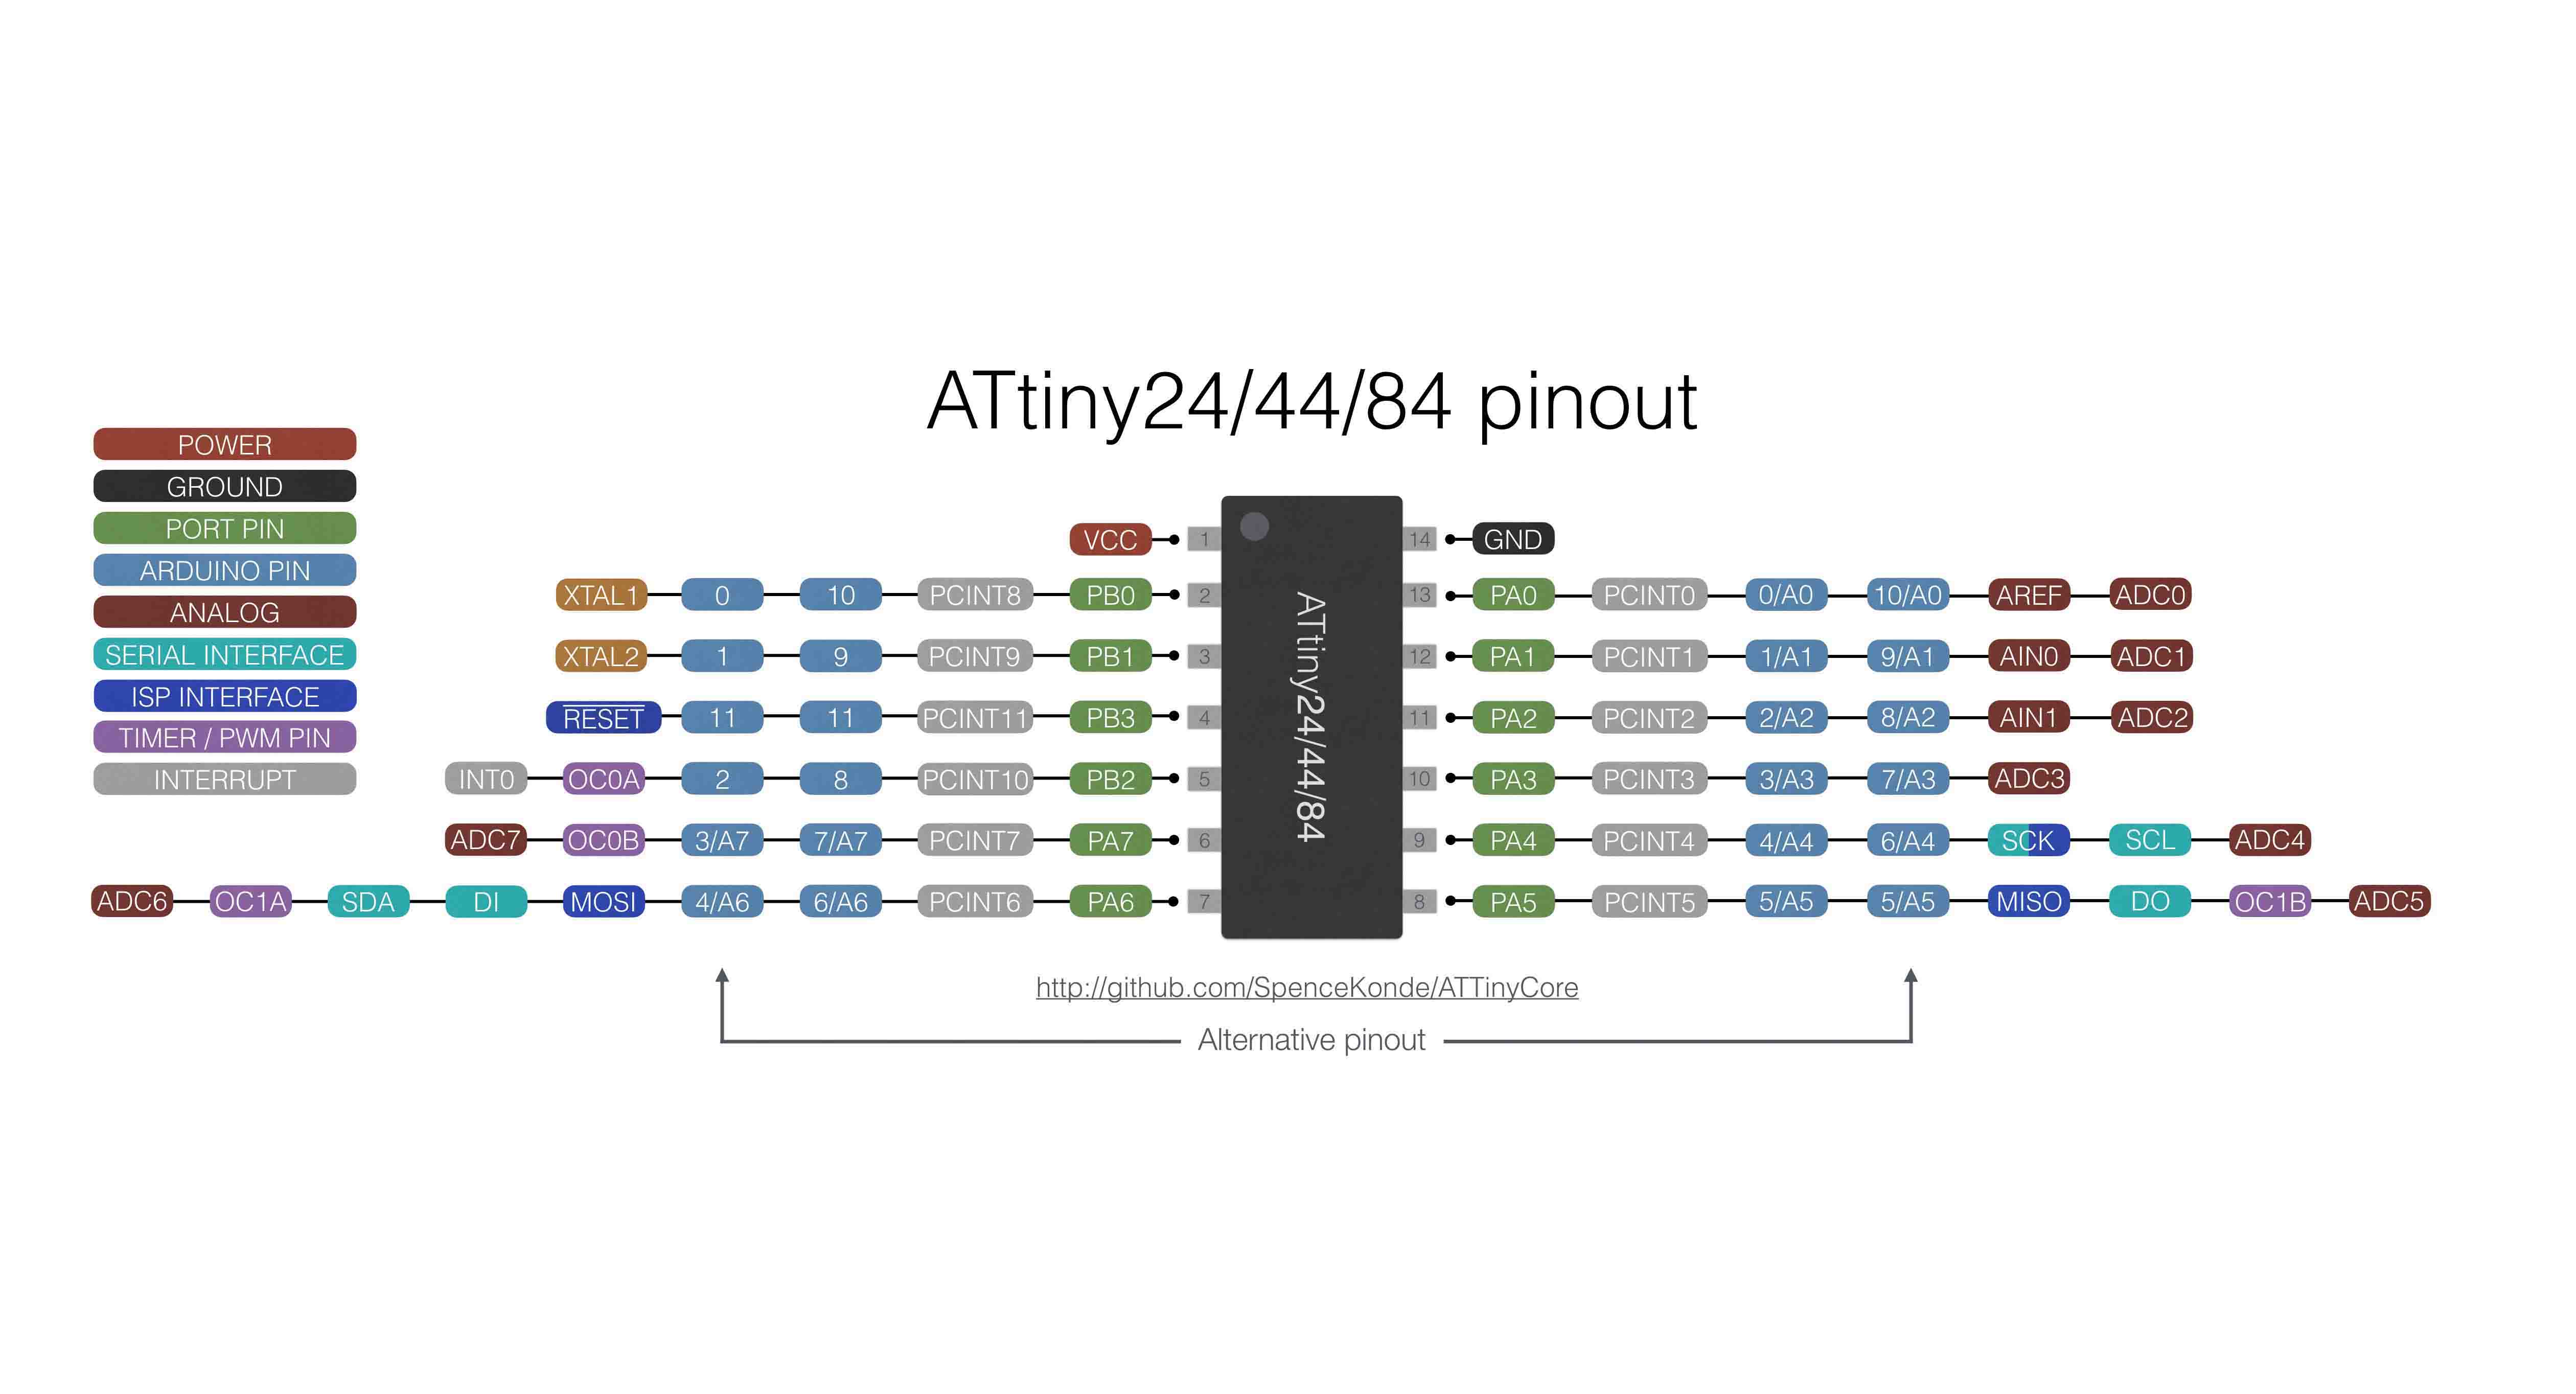 ATtiny24/44/84 pinout
POWER
GROUND
PORT PIN
ARDUINO PIN
ANALOG
SERIAL INTERFACE
ISP INTERFACE
TIMER / PWM PIN
INTERRUPT
VCC 1 14 GND
XTAL1 0 10 PCINT8 PB0 2 13 PA0 PCINT0 0/A0 10/A0 AREF ADC0
XTAL2 1 9 PCINT9 PB1 3 12 PA1 PCINT1 1/A1 9/A1 AIN0 ADC1
RESET 11 11 PCINT11 PB3 4 11 PA2 PCINT2 2/A2 8/A2 AIN1 ADC2
INT0 OC0A 2 8 PCINT10 PB2 5 10 PA3 PCINT3 3/A3 7/A3 ADC3
ADC7 OC0B 3/A7 7/A7 PCINT7 PA7 6 9 PA4 PCINT4 4/A4 6/A4 SCK SCL ADC4
ADC6 OC1A SDA DI MOSI 4/A6 6/A6 PCINT6 PA6 7 8 PA5 PCINT5 5/A5 5/A5 MISO DO OC1B ADC5
ATtiny24/44/84
http://github.com/SpenceKonde/ATTinyCore
Alternative pinout